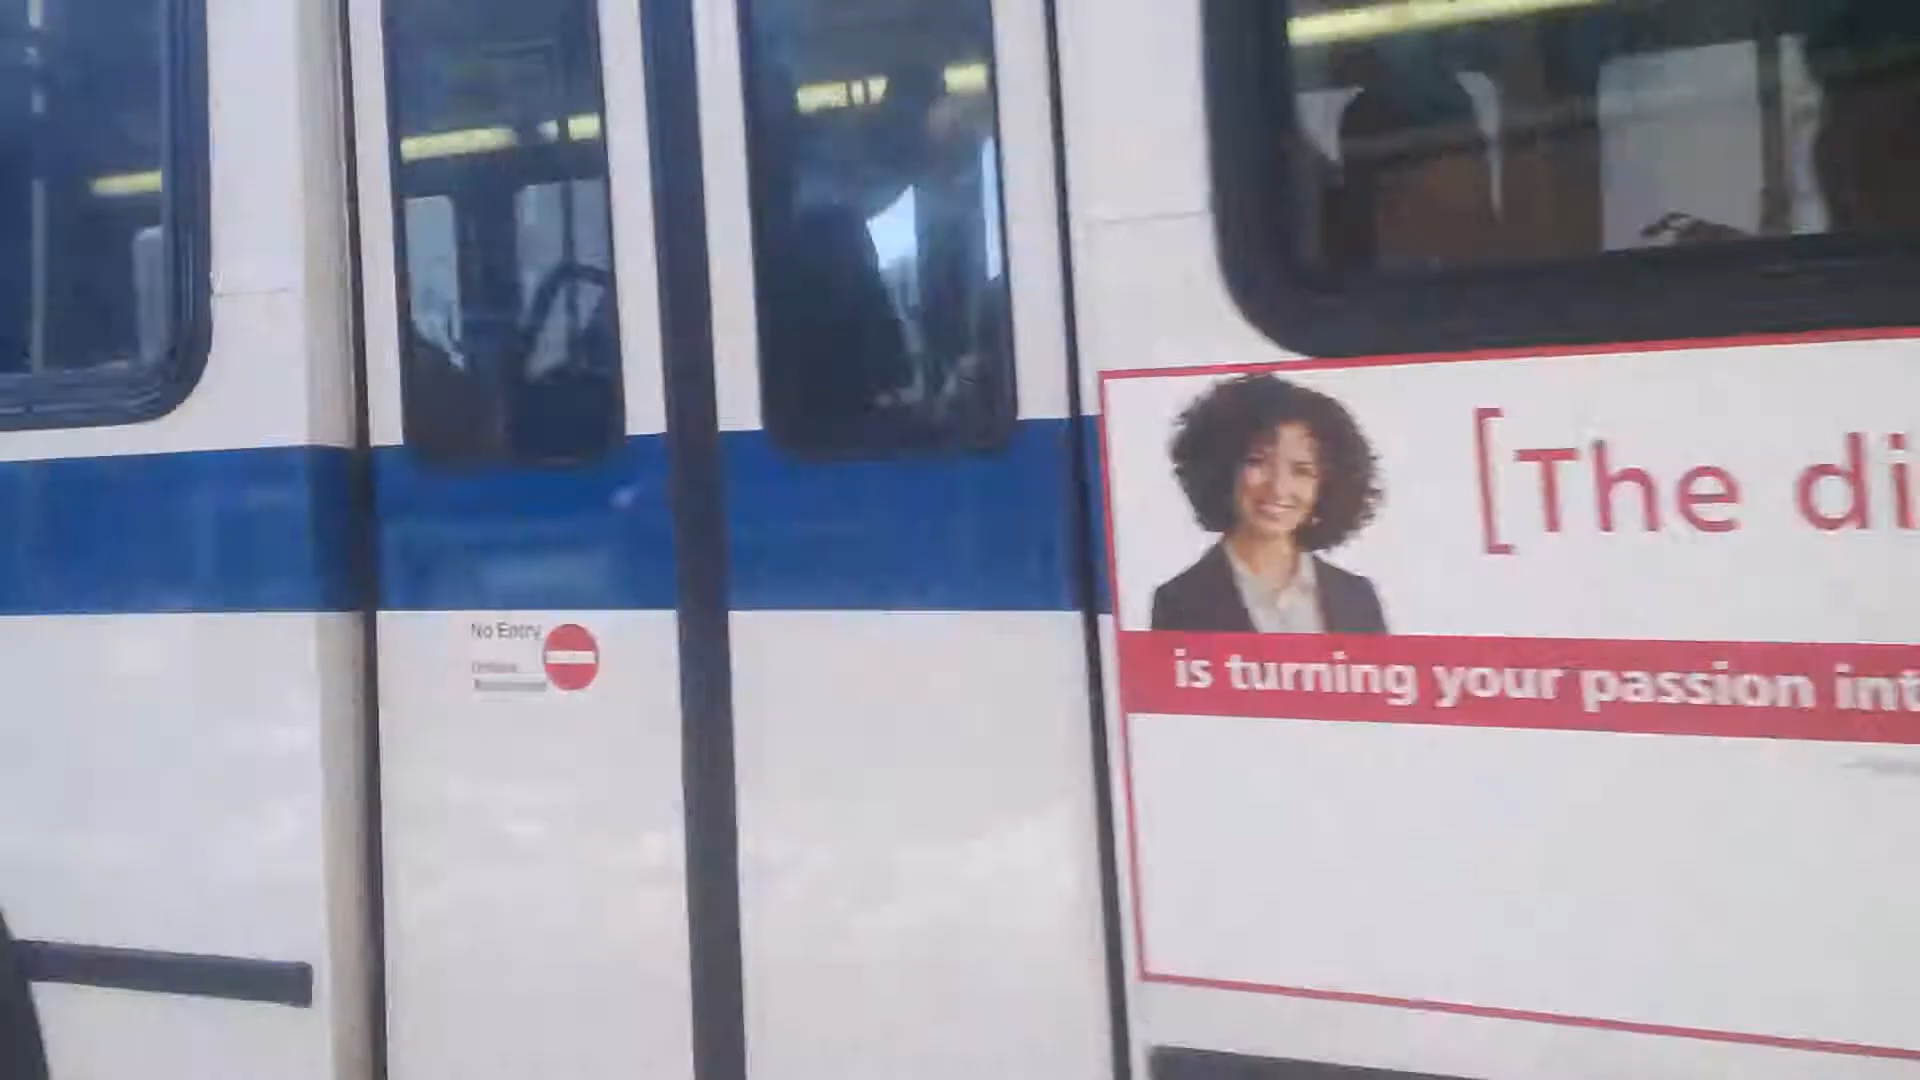 No Entry
[The di
is turning your passion int